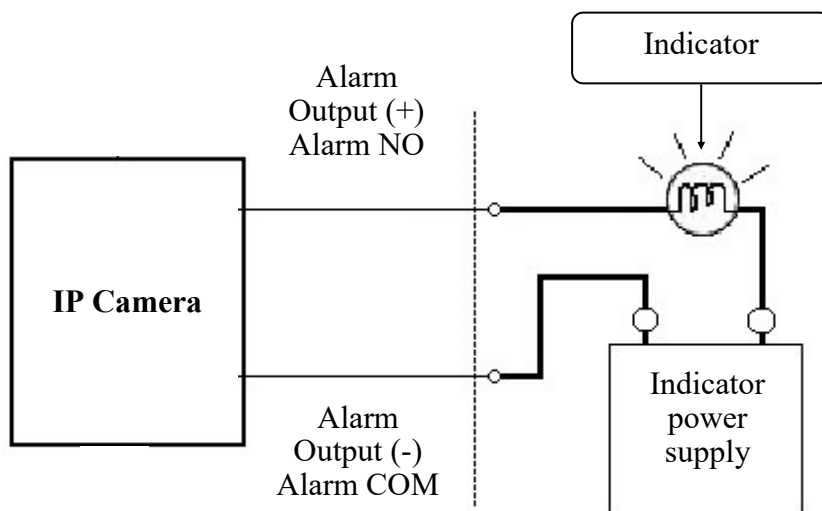 Indicator
Alarm
Output (+)
Alarm NO
IP Camera
Indicator
power
supply
Alarm
Output (-)
Alarm COM